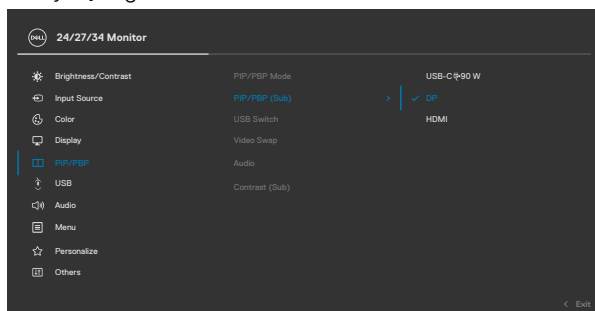 DELL 24/27/34 Monitor
Brightness/Contrast PIP/PBP Mode USB-C 90 W
Input Source PIP/PBP (Sub) > ✓ DP
Color USB Switch HDMI
Display Video Swap
PIP/PBP Audio
USB Contrast (Sub)
Audio
Menu
Personalize
Others
< Exit